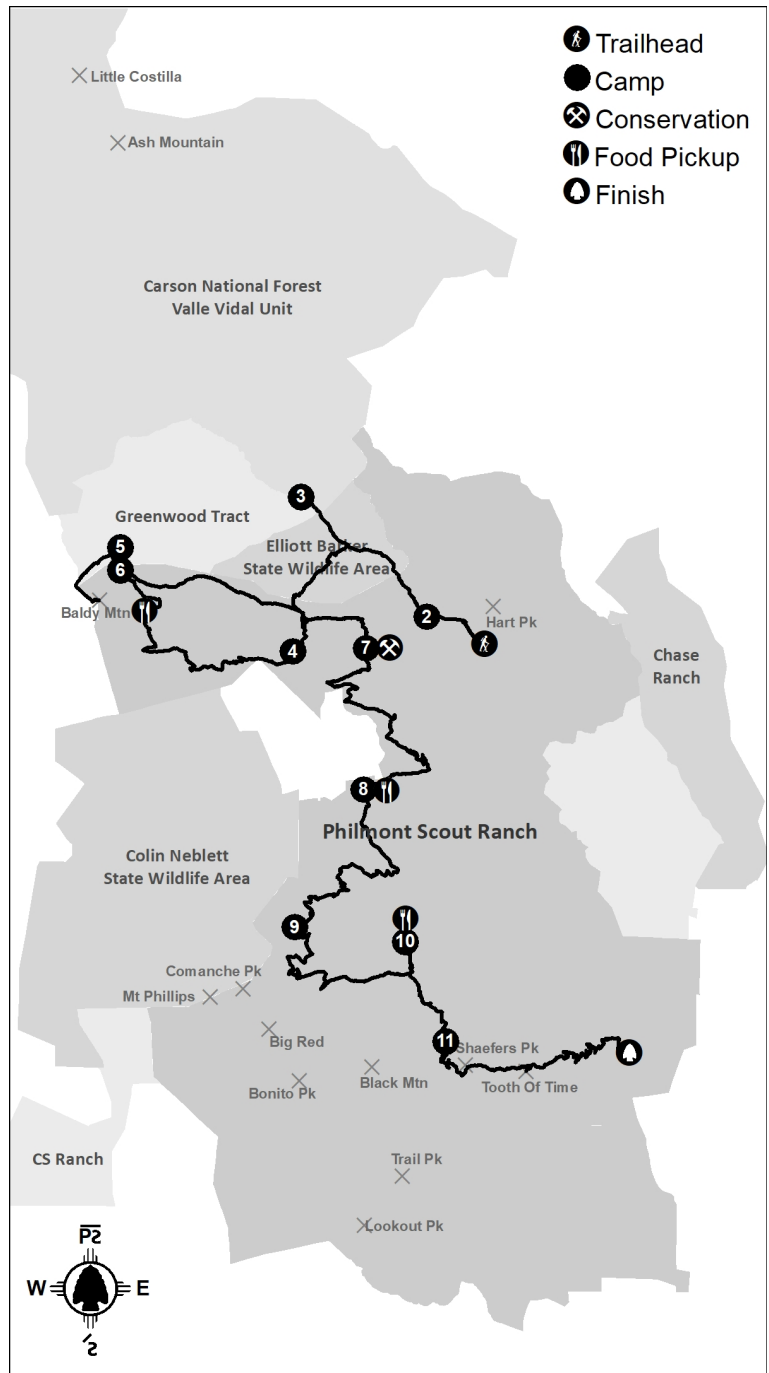 Trailhead
Camp
Conservation
Food Pickup
Finish
Little Costilla
Ash Mountain
Carson National Forest
Valle Vidal Unit
3
Greenwood Tract
5
Elliott Barker
State Wildlife Area
6
Baldy Mtn
2
Hart Pk
4
7
Chase
Ranch
8
Philmont Scout Ranch
Colin Neblett
State Wildlife Area
9
10
Comanche Pk
Mt Phillips
Big Red
11
Shaefers Pk
Black Mtn
Tooth Of Time
Bonito Pk
CS Ranch
Trail Pk
Lookout Pk
W
E